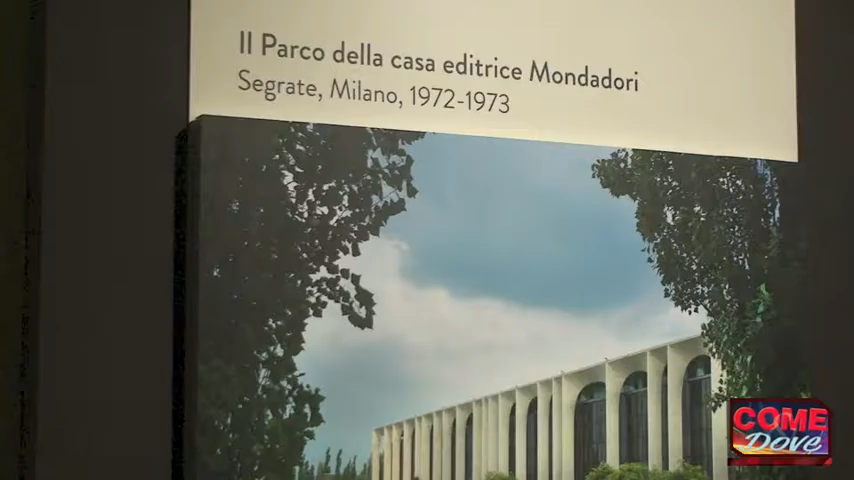 Il Parco della casa editrice Mondadori
Segrate, Milano, 1972-1973
COME
Dove